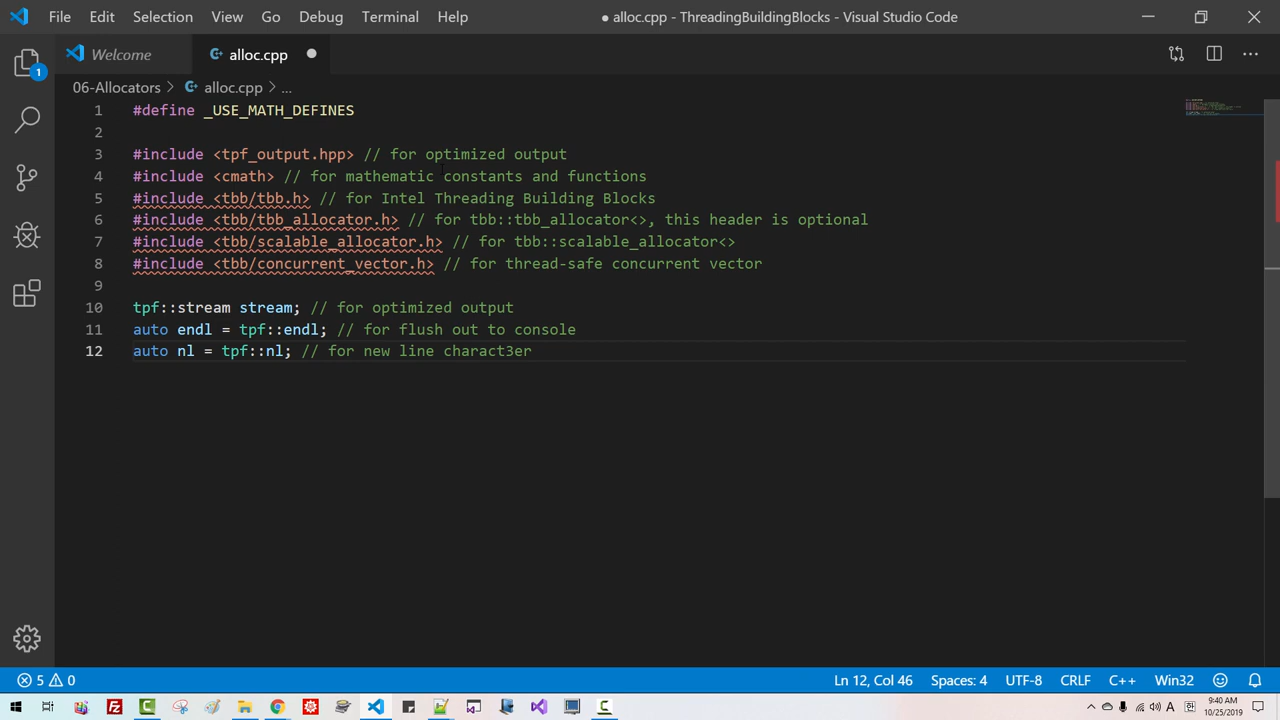 File Edit Selection View Go Debug Terminal Help ● alloc.cpp - ThreadingBuildingBlocks - Visual Studio Code
Welcome alloc.cpp
06-Allocators > alloc.cpp > ...
1 #define _USE_MATH_DEFINES
2
3 #include <tpf_output.hpp> // for optimized output
4 #include <cmath> // for mathematic constants and functions
5 #include <tbb/tbb.h> // for Intel Threading Building Blocks
6 #include <tbb/tbb_allocator.h> // for tbb::tbb_allocator<>, this header is optional
7 #include <tbb/scalable_allocator.h> // for tbb::scalable_allocator<>
8 #include <tbb/concurrent_vector.h> // for thread-safe concurrent vector
9
10 tpf::stream stream; // for optimized output
11 auto endl = tpf::endl; // for flush out to console
12 auto nl = tpf::nl; // for new line charact3er
1
5 0 Ln 12, Col 46 Spaces: 4 UTF-8 CRLF C++ Win32
A 9:40 AM
10/25/2019